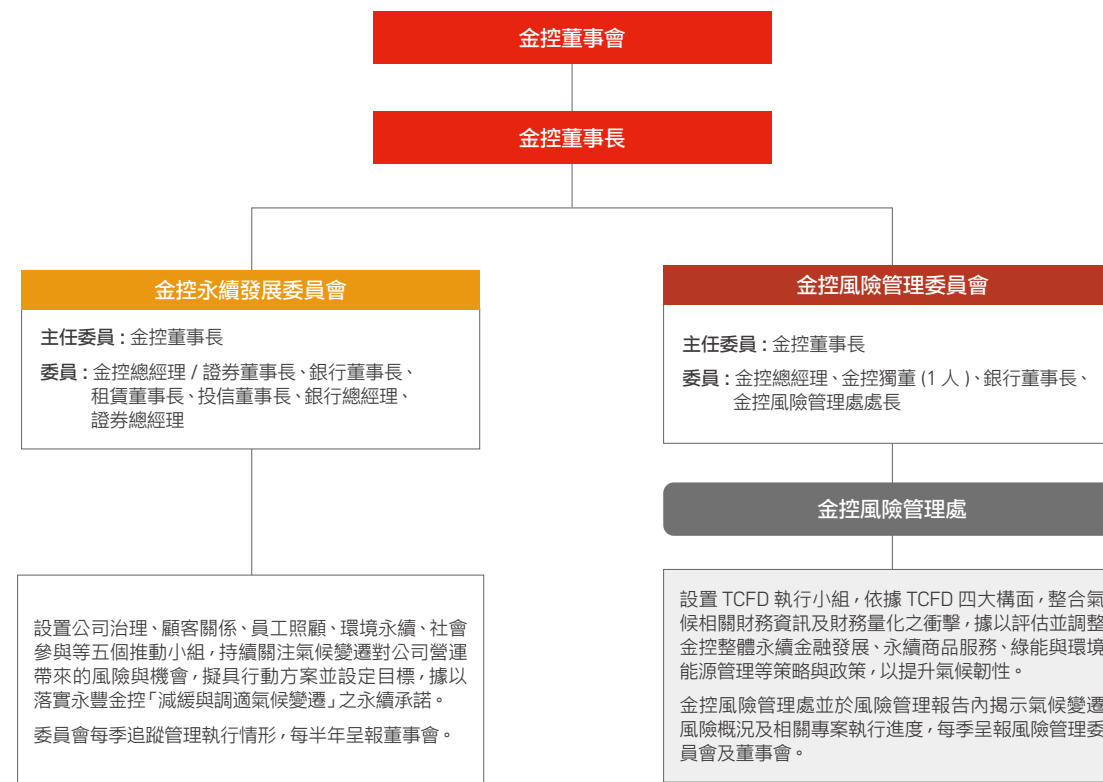 金控董事會
金控董事長
金控永續發展委員會
主任委員：金控董事長
委員：金控總經理 / 證券董事長、銀行董事長、
租賃董事長、投信董事長、銀行總經理、
證券總經理
設置公司治理、顧客關係、員工照顧、環境永續、社會
參與等五個推動小組，持續關注氣候變遷對公司營運
帶來的風險與機會，擬具行動方案並設定目標，據以
落實永豐金控「減緩與調適氣候變遷」之永續承諾。
委員會每季追蹤管理執行情形，每半年呈報董事會。
金控風險管理委員會
主任委員：金控董事長
委員：金控總經理、金控獨董 (1 人 )、銀行董事長、
金控風險管理處處長
金控風險管理處
設置 TCFD 執行小組，依據 TCFD 四大構面，整合氣
候相關財務資訊及財務量化之衝擊，據以評估並調整
金控整體永續金融發展、永續商品服務、綠能與環境
能源管理等策略與政策，以提升氣候韌性。
金控風險管理處並於風險管理報告內揭示氣候變遷
風險概況及相關專案執行進度，每季呈報風險管理委
員會及董事會。